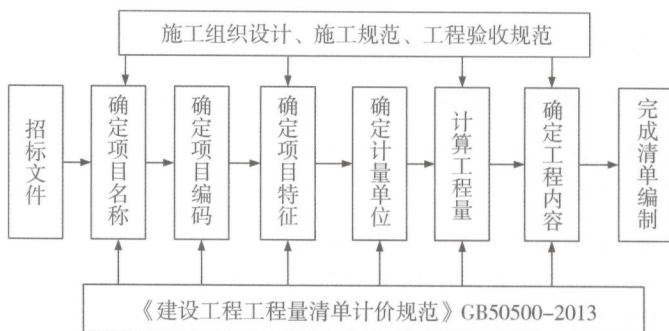 施工组织设计、施工规范、工程验收规范
招标文件
确定项目名称
确定项目编码
确定项目特征
确定计量单位
计算工程量
确定工程内容
完成清单编制
《建设工程工程量清单计价规范》GB50500-2013